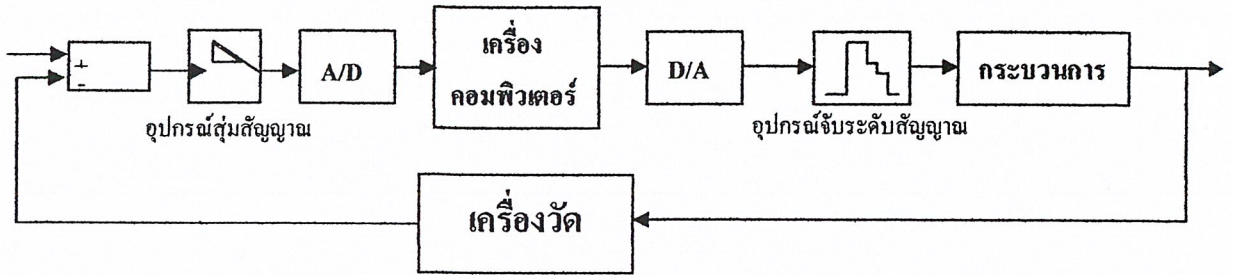 +
-
อุปกรณ์สุ่มสัญญาณ
A/D
เครื่อง
คอมพิวเตอร์
D/A
อุปกรณ์จับระดับสัญญาณ
กระบวนการ
เครื่องวัด